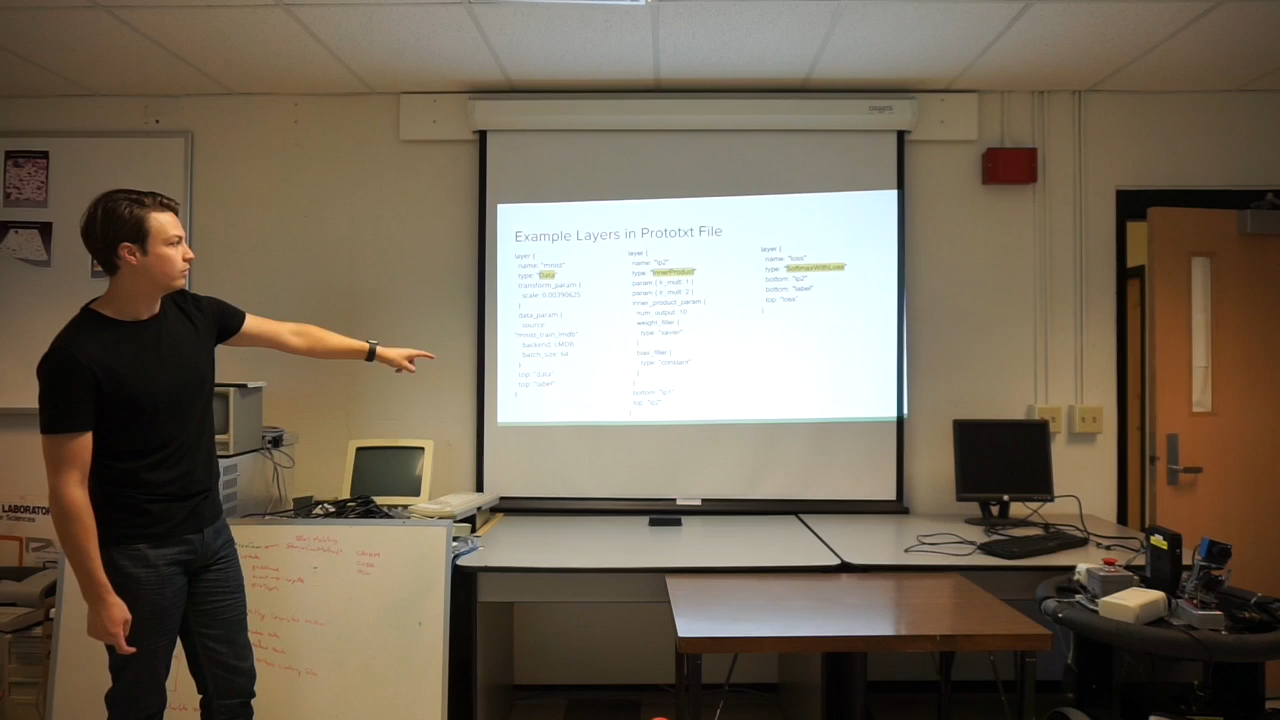 Example Layers in Prototxt File
layer {
name: "mnist"
type: "Data"
transform_param {
scale: 0.00390625
}
data_param {
source:
"mnist_train_lmdb"
backend: LMDB
batch_size: 64
}
top: "data"
top: "label"
}
layer {
name: "ip2"
type: "InnerProduct"
param { lr_mult: 1 }
param { lr_mult: 2 }
inner_product_param {
num_output: 10
weight_filler {
type: "xavier"
}
bias_filler {
type: "constant"
}
}
bottom: "ip1"
top: "ip2"
}
layer {
name: "loss"
type: "SoftmaxWithLoss"
bottom: "ip2"
bottom: "label"
top: "loss"
}
LABORATOR
Sciences